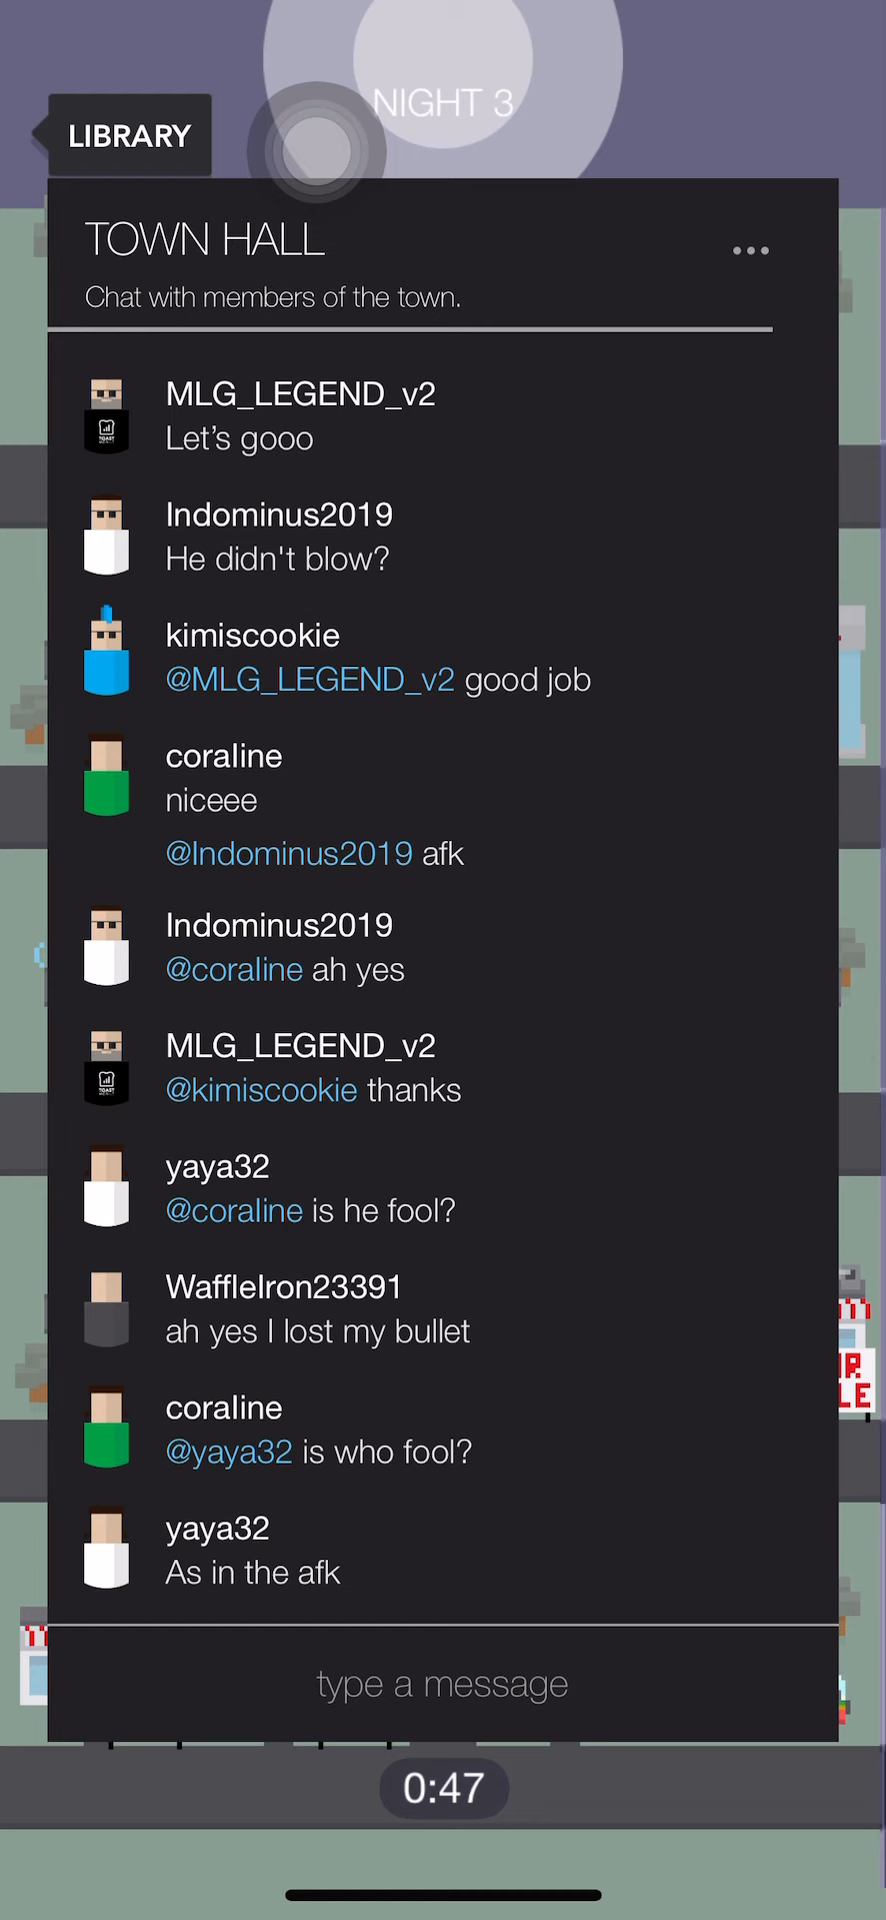 NIGHT 3
LIBRARY
TOWN HALL
Chat with members of the town.
MLG_LEGEND_v2
Let's gooo
Indominus2019
He didn't blow?
kimiscookie
@MLG_LEGEND_v2 good job
coraline
niceee
@Indominus2019 afk
Indominus2019
@coraline ah yes
MLG_LEGEND_v2
@kimiscookie thanks
yaya32
@coraline is he fool?
WaffleIron23391
ah yes I lost my bullet
coraline
@yaya32 is who fool?
yaya32
As in the afk
type a message
0:47